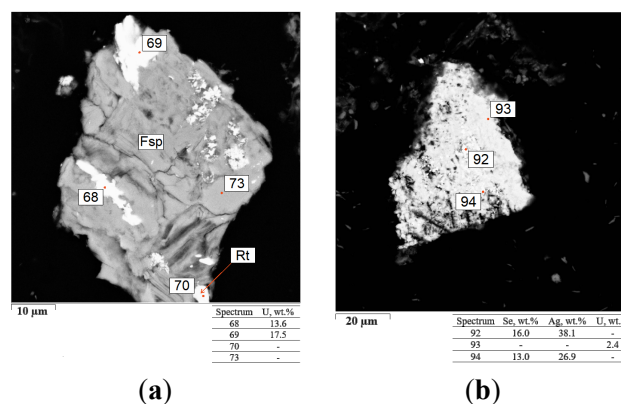 69
Fsp
73
68
Rt
70
10 µm
Spectrum U, wt.%
68 13.6
69 17.5
70 -
73 -
(a)
93
92
94
20 µm
Spectrum Se, wt.% Ag, wt.% U, wt.
92 16.0 38.1 -
93 - - 2.4
94 13.0 26.9 -
(b)